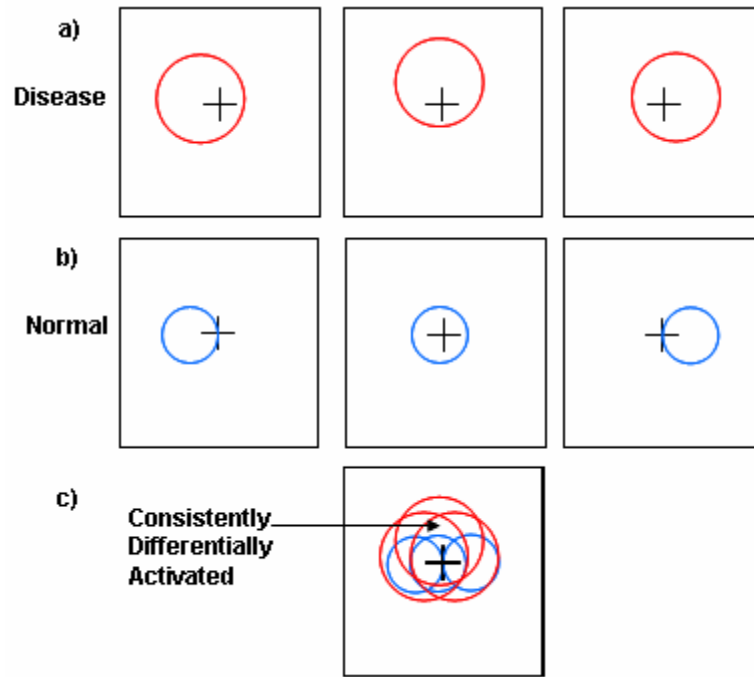 a)
Disease
b)
Normal
c)
Consistently
Differentially
Activated